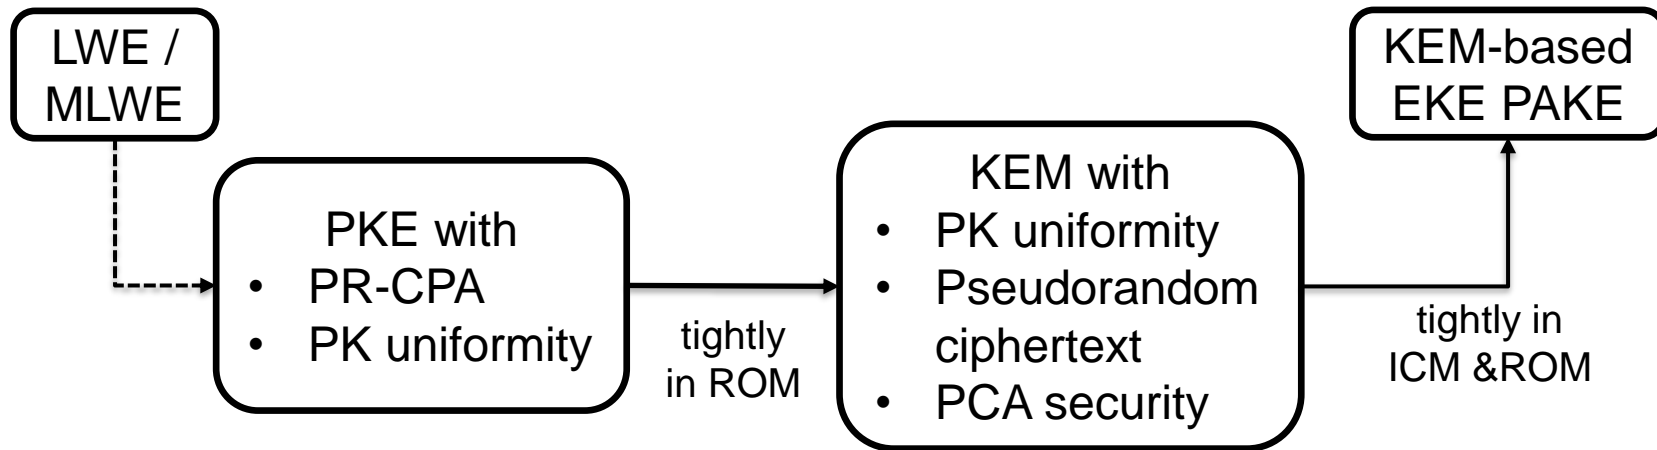 LWE /
MLWE
PKE with
• PR-CPA
• PK uniformity
tightly
in ROM
KEM with
• PK uniformity
• Pseudorandom
ciphertext
• PCA security
tightly in
ICM &ROM
KEM-based
EKE PAKE